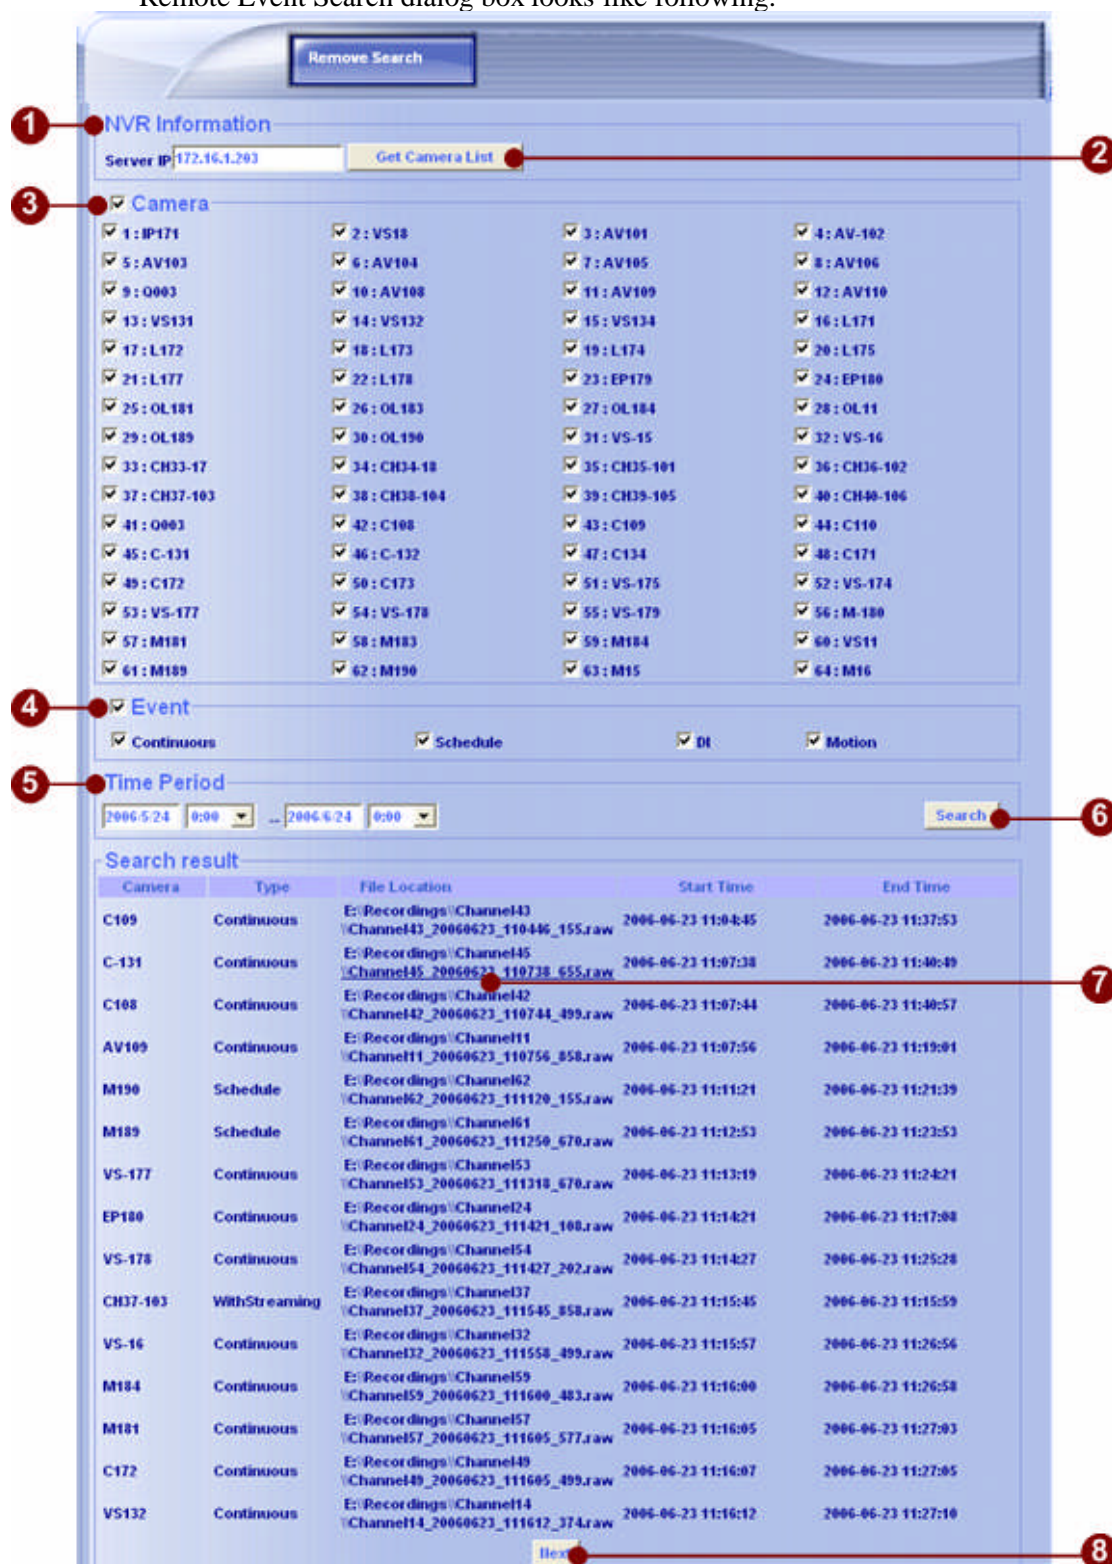 Remote Event Search dialog box looks like following:
Remove Search
1
NVR Information
Server IP 172.16.1.203 Get Camera List
2
3
Camera
1 : IP171 2 : VS18 3 : AV101 4 : AV-102
5 : AV103 6 : AV104 7 : AV105 8 : AV106
9 : Q003 10 : AV108 11 : AV109 12 : AV110
13 : VS131 14 : VS132 15 : VS134 16 : L171
17 : L172 18 : L173 19 : L174 20 : L175
21 : L177 22 : L178 23 : EP179 24 : EP180
25 : OL181 26 : OL183 27 : OL184 28 : OL11
29 : OL189 30 : OL190 31 : VS-15 32 : VS-16
33 : CH33-17 34 : CH34-18 35 : CH35-101 36 : CH36-102
37 : CH37-103 38 : CH38-104 39 : CH39-105 40 : CH40-106
41 : Q003 42 : C108 43 : C109 44 : C110
45 : C-131 46 : C-132 47 : C134 48 : C171
49 : C172 50 : C173 51 : VS-175 52 : VS-174
53 : VS-177 54 : VS-178 55 : VS-179 56 : M-180
57 : M181 58 : M183 59 : M184 60 : VS11
61 : M189 62 : M190 63 : M15 64 : M16
4
Event
Continuous Schedule DI Motion
5
Time Period
2006/5/24 0:00 -- 2006/6/24 0:00 Search
6
Search result
Camera Type File Location Start Time End Time
C109 Continuous E:\\Recordings\\Channel43 2006-06-23 11:04:45 2006-06-23 11:37:53
\\Channel43_20060623_110446_155.raw
C-131 Continuous E:\\Recordings\\Channel45 2006-06-23 11:07:38 2006-06-23 11:40:49
\\Channel45_20060623_110738_655.raw
7
C108 Continuous E:\\Recordings\\Channel42 2006-06-23 11:07:44 2006-06-23 11:40:57
\\Channel42_20060623_110744_499.raw
AV109 Continuous E:\\Recordings\\Channel11 2006-06-23 11:07:56 2006-06-23 11:19:01
\\Channel11_20060623_110756_858.raw
M190 Schedule E:\\Recordings\\Channel62 2006-06-23 11:11:21 2006-06-23 11:21:39
\\Channel62_20060623_111120_155.raw
M189 Schedule E:\\Recordings\\Channel61 2006-06-23 11:12:53 2006-06-23 11:23:53
\\Channel61_20060623_111250_670.raw
VS-177 Continuous E:\\Recordings\\Channel53 2006-06-23 11:13:19 2006-06-23 11:24:21
\\Channel53_20060623_111318_670.raw
EP180 Continuous E:\\Recordings\\Channel24 2006-06-23 11:14:21 2006-06-23 11:17:08
\\Channel24_20060623_111421_108.raw
VS-178 Continuous E:\\Recordings\\Channel54 2006-06-23 11:14:27 2006-06-23 11:25:28
\\Channel54_20060623_111427_202.raw
CH37-103 WithStreaming E:\\Recordings\\Channel37 2006-06-23 11:15:45 2006-06-23 11:15:59
\\Channel37_20060623_111545_858.raw
VS-16 Continuous E:\\Recordings\\Channel32 2006-06-23 11:15:57 2006-06-23 11:26:56
\\Channel32_20060623_111558_499.raw
M184 Continuous E:\\Recordings\\Channel59 2006-06-23 11:16:00 2006-06-23 11:26:58
\\Channel59_20060623_111600_483.raw
M181 Continuous E:\\Recordings\\Channel57 2006-06-23 11:16:05 2006-06-23 11:27:03
\\Channel57_20060623_111605_577.raw
C172 Continuous E:\\Recordings\\Channel49 2006-06-23 11:16:07 2006-06-23 11:27:05
\\Channel49_20060623_111605_499.raw
VS132 Continuous E:\\Recordings\\Channel14 2006-06-23 11:16:12 2006-06-23 11:27:10
\\Channel14_20060623_111612_374.raw
Next
8